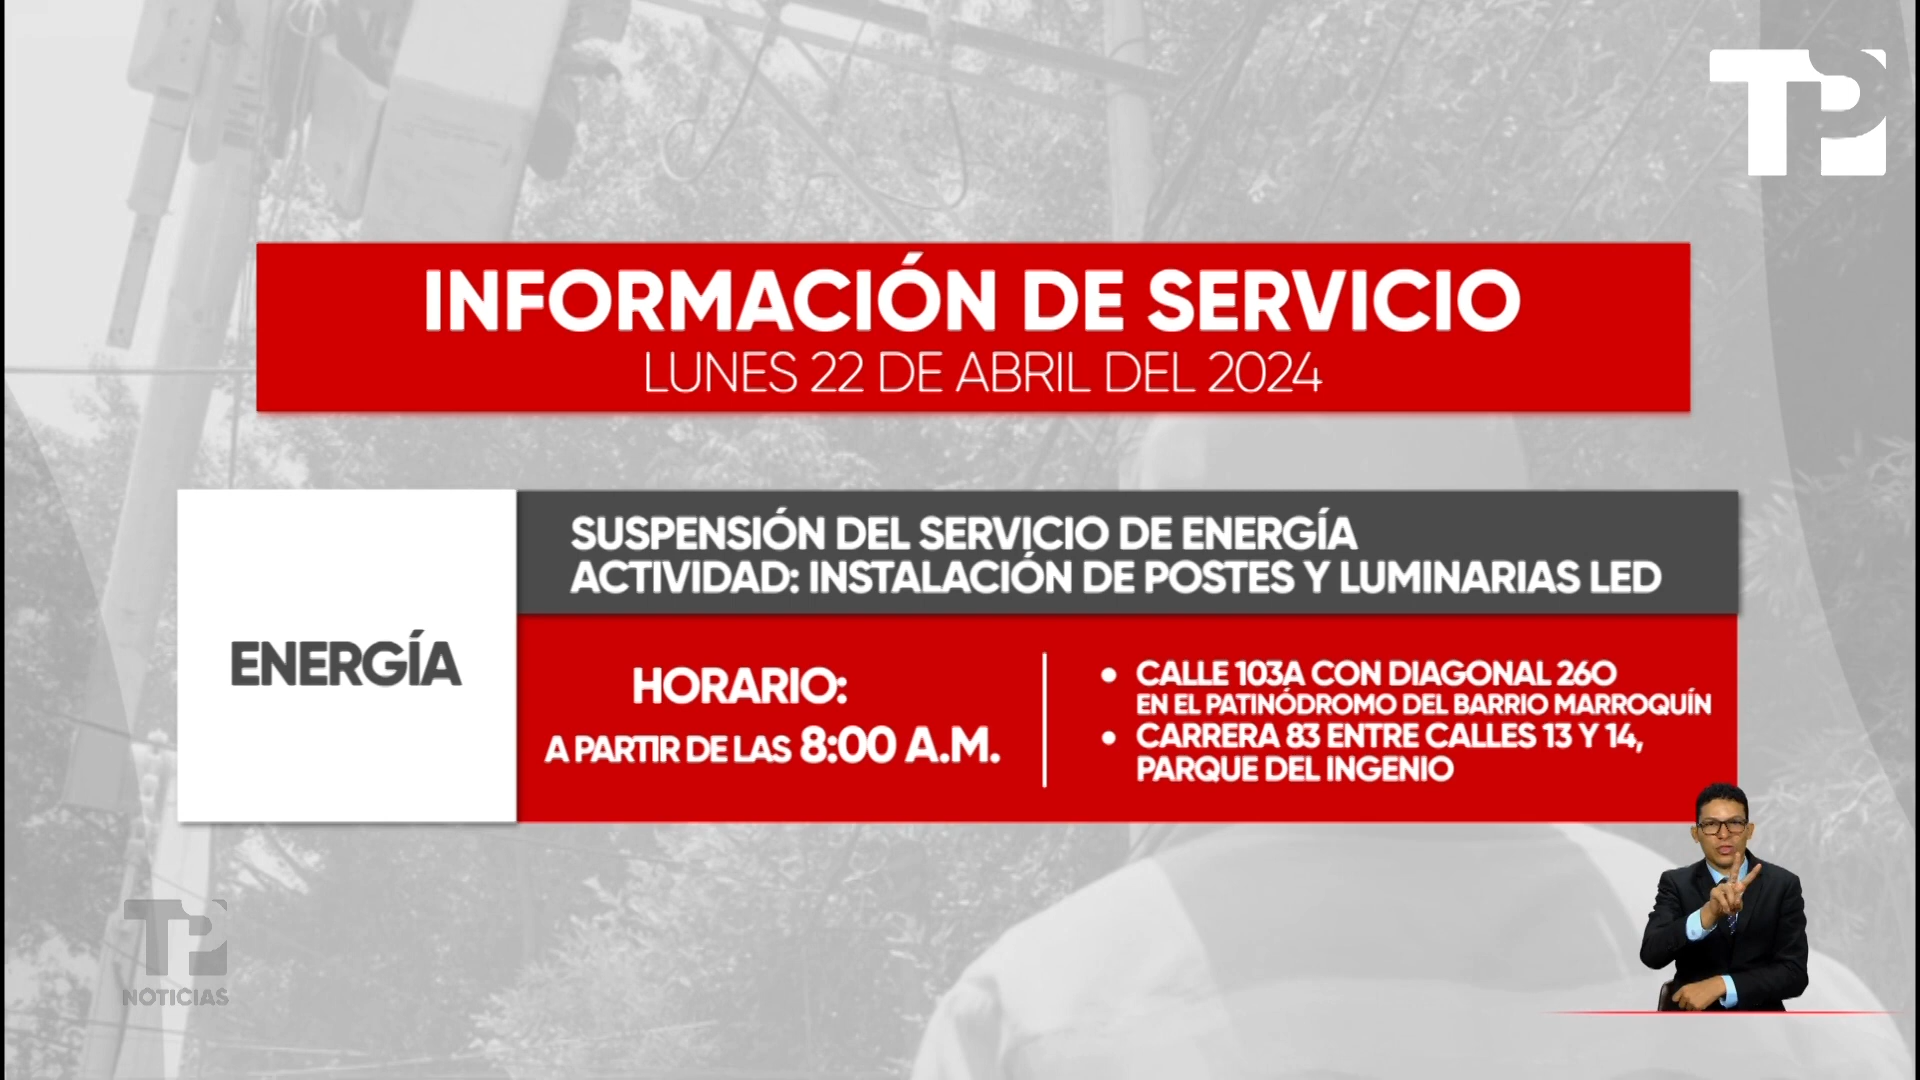 TP
INFORMACIÓN DE SERVICIO
LUNES 22 DE ABRIL DEL 2024
SUSPENSIÓN DEL SERVICIO DE ENERGÍA
ACTIVIDAD: INSTALACIÓN DE POSTES Y LUMINARIAS LED
ENERGÍA
HORARIO:
A PARTIR DE LAS 8:00 A.M.
• CALLE 103A CON DIAGONAL 26O
EN EL PATINÓDROMO DEL BARRIO MARROQUÍN
• CARRERA 83 ENTRE CALLES 13 Y 14,
PARQUE DEL INGENIO
TP
NOTICIAS